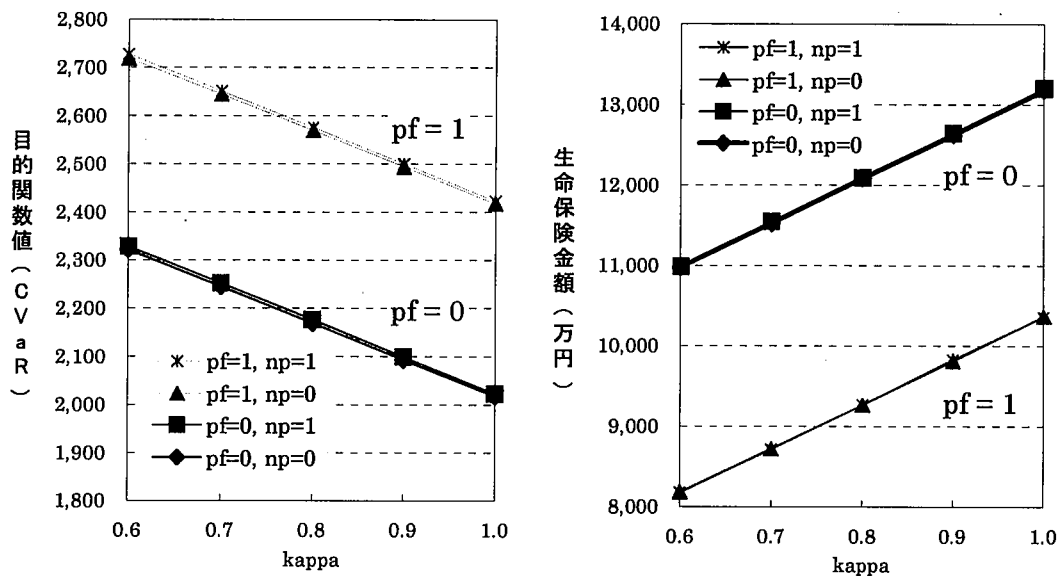 目的関数値(CVaR)
2,800
2,700
2,600
2,500
2,400
2,300
2,200
2,100
2,000
1,900
1,800
pf = 1
pf = 0
pf=1, np=1
pf=1, np=0
pf=0, np=1
pf=0, np=0
0.6 0.7 0.8 0.9 1.0
kappa
生命保険金額(万円)
14,000
13,000
12,000
11,000
10,000
9,000
8,000
pf=1, np=1
pf=1, np=0
pf=0, np=1
pf=0, np=0
pf = 0
pf = 1
0.6 0.7 0.8 0.9 1.0
kappa